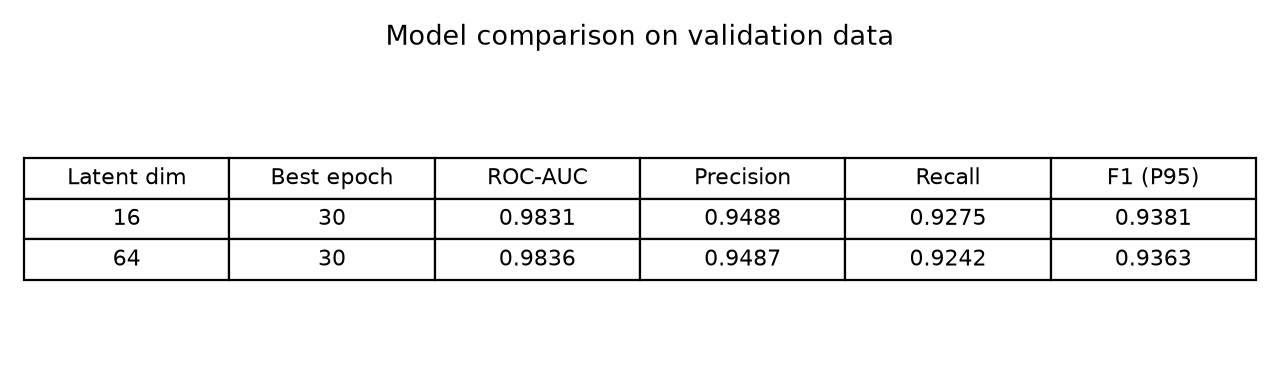 Model comparison on validation data
Latent dim Best epoch ROC-AUC Precision Recall F1 (P95)
16 30 0.9831 0.9488 0.9275 0.9381
64 30 0.9836 0.9487 0.9242 0.9363